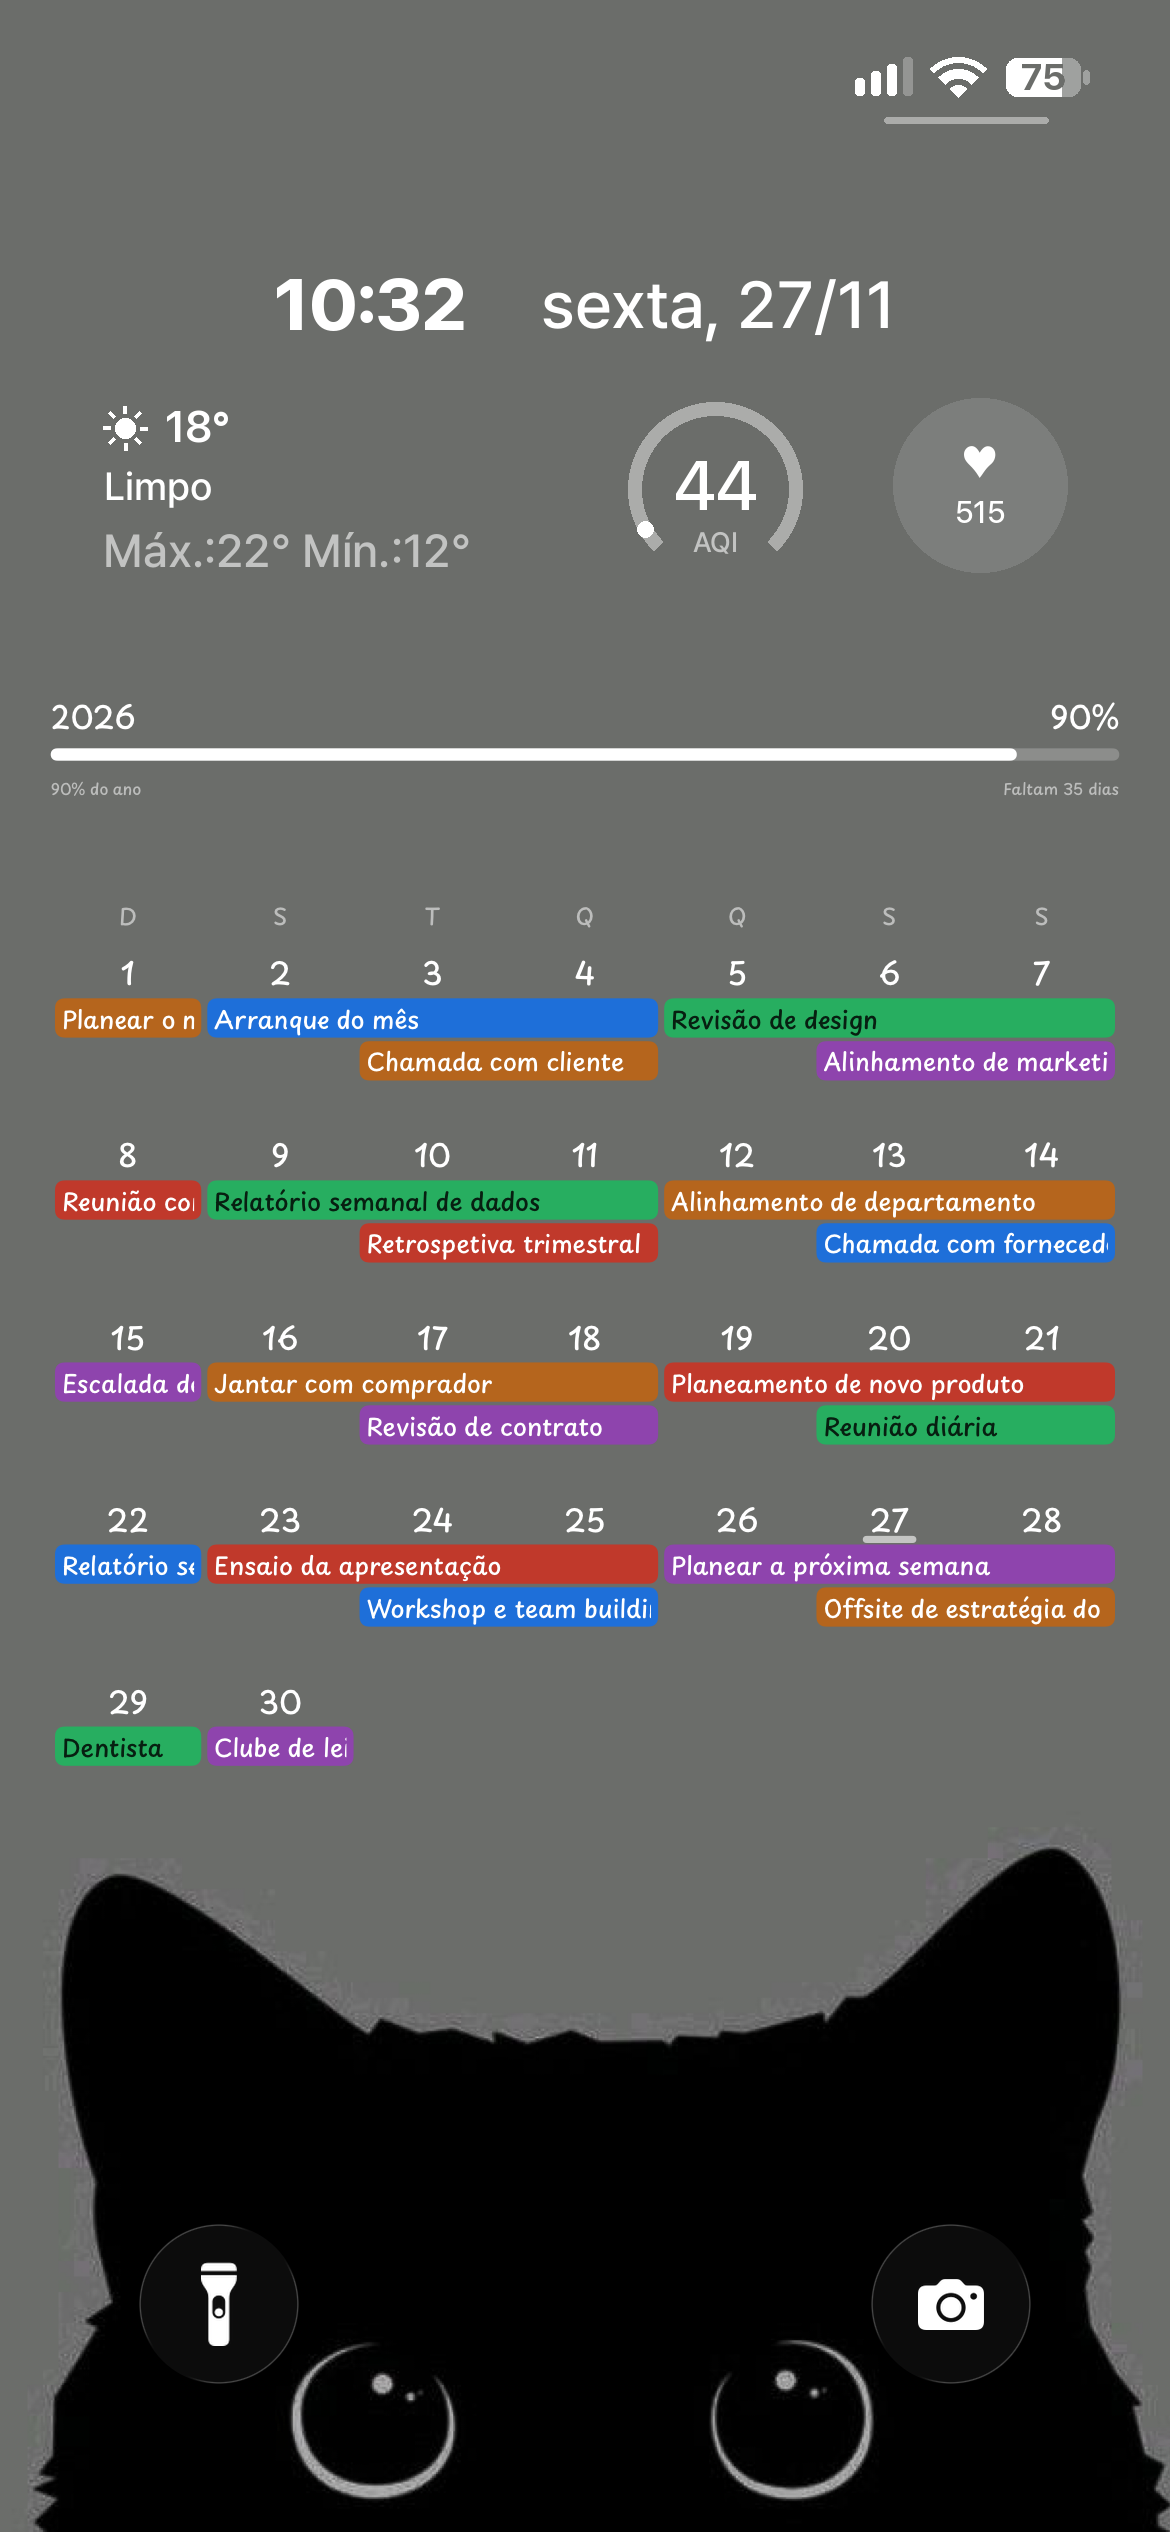 75
10:32 sexta, 27/11
18°
Limpo
Máx.:22° Mín.:12°
44
AQI
515
2026 90%
90% do ano Faltam 35 dias
D S T Q Q S S
1 2 3 4 5 6 7
Planear o Arranque do mês Revisão de design
Chamada com cliente Alinhamento de marketi
8 9 10 11 12 13 14
Reunião Relatório semanal de dados Alinhamento de departamento
Retrospetiva trimestral Chamada com forneced
15 16 17 18 19 20 21
Escalada Jantar com comprador Planeamento de novo produto
Revisão de contrato Reunião diária
22 23 24 25 26 27 28
Relatório Ensaio da apresentação Planear a próxima semana
Workshop e team buildi Offsite de estratégia do
29 30
Dentista Clube de lei